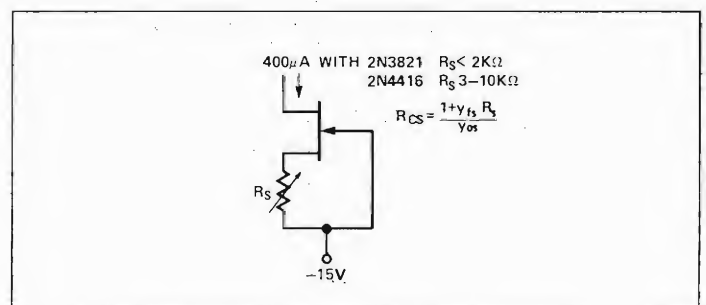 400μA WITH 2N3821 RS< 2KΩ
2N4416 RS 3–10KΩ
RCS = 1+yfs Rs / yos
RS
–15V